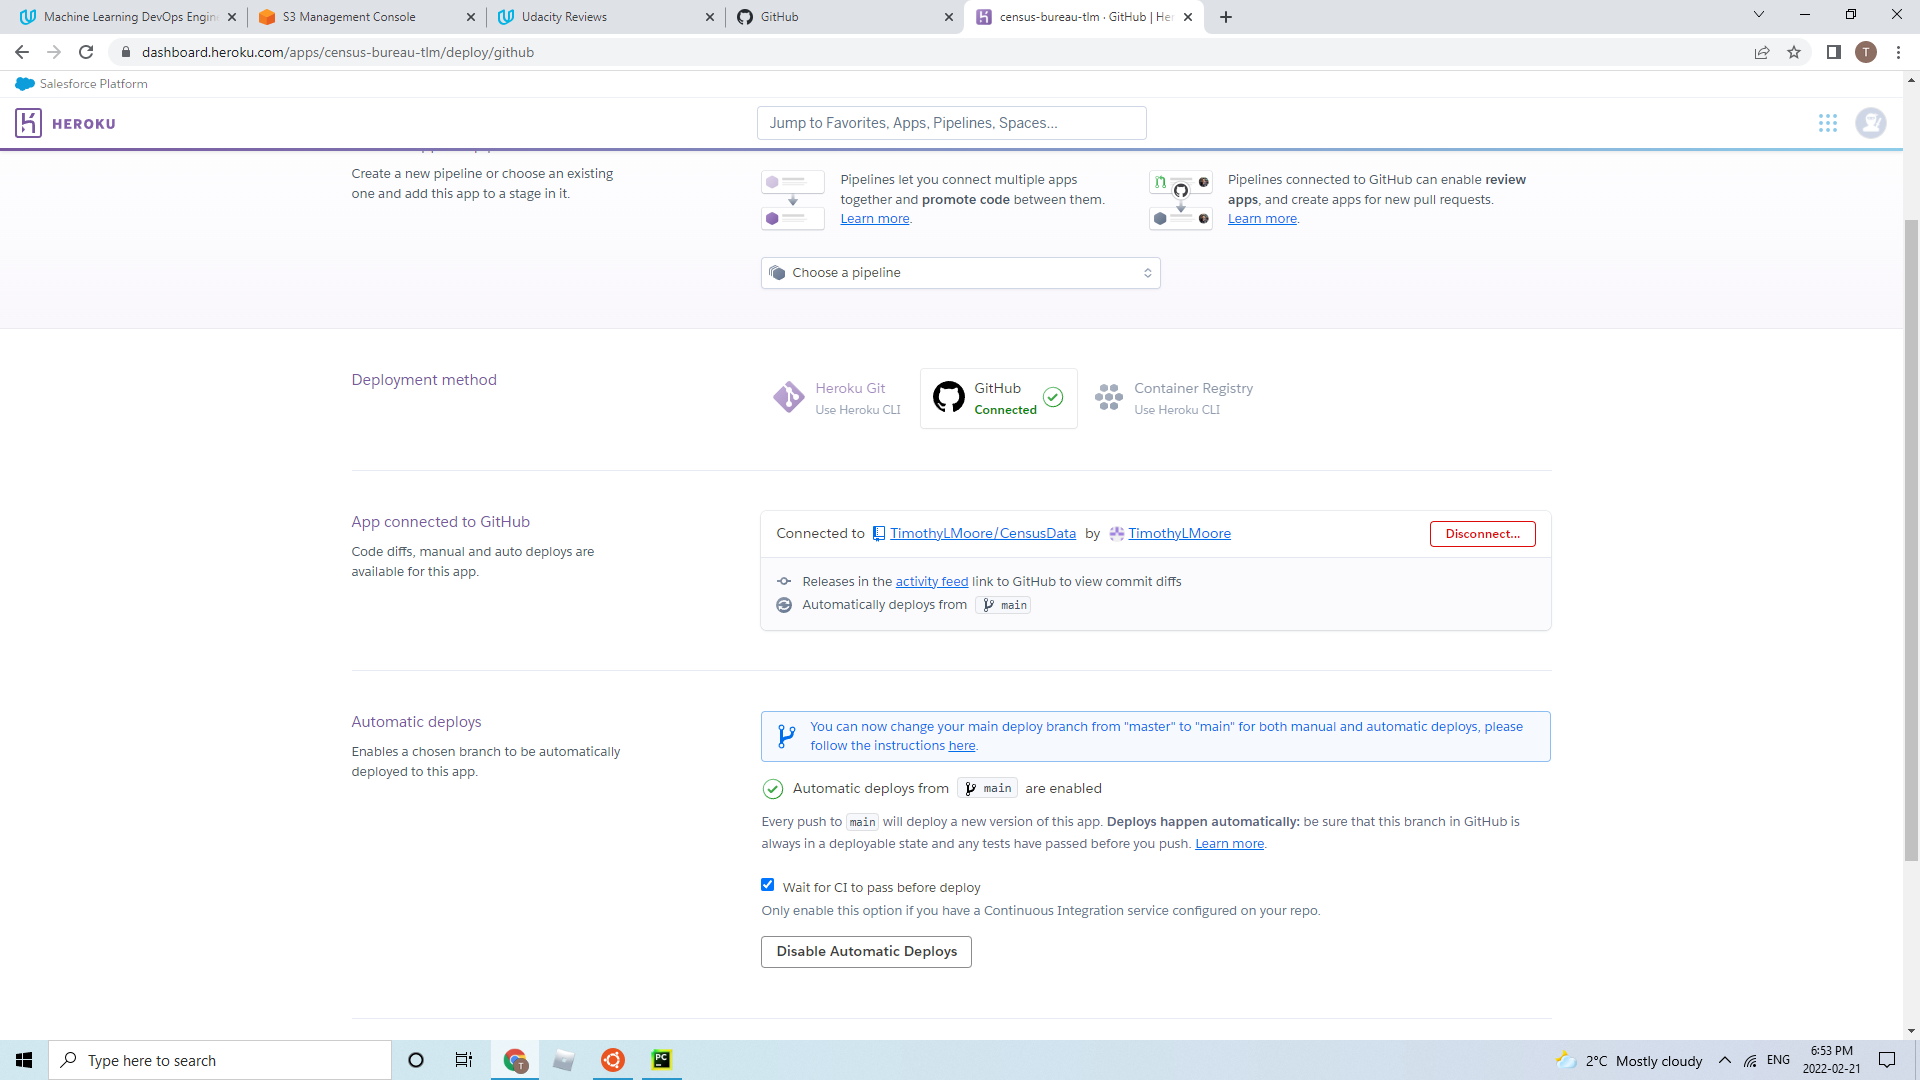 Machine Learning DevOps Engin
S3 Management Console
Udacity Reviews
GitHub
census-bureau-tlm · GitHub | He
dashboard.heroku.com/apps/census-bureau-tlm/deploy/github
T
Salesforce Platform
HEROKU
Jump to Favorites, Apps, Pipelines, Spaces...
Create a new pipeline or choose an existing
one and add this app to a stage in it.
Pipelines let you connect multiple apps
together and promote code between them.
Learn more.
Pipelines connected to GitHub can enable review
apps, and create apps for new pull requests.
Learn more.
Choose a pipeline
Deployment method
Heroku Git
Use Heroku CLI
GitHub
Connected
Container Registry
Use Heroku CLI
App connected to GitHub
Code diffs, manual and auto deploys are
available for this app.
Connected to TimothyLMoore/CensusData by TimothyLMoore
Disconnect...
Releases in the activity feed link to GitHub to view commit diffs
Automatically deploys from main
Automatic deploys
Enables a chosen branch to be automatically
deployed to this app.
You can now change your main deploy branch from "master" to "main" for both manual and automatic deploys, please
follow the instructions here.
Automatic deploys from main are enabled
Every push to main will deploy a new version of this app. Deploys happen automatically: be sure that this branch in GitHub is
always in a deployable state and any tests have passed before you push. Learn more.
Wait for CI to pass before deploy
Only enable this option if you have a Continuous Integration service configured on your repo.
Disable Automatic Deploys
Type here to search
T
PC
2°C Mostly cloudy
ENG
6:53 PM
2022-02-21